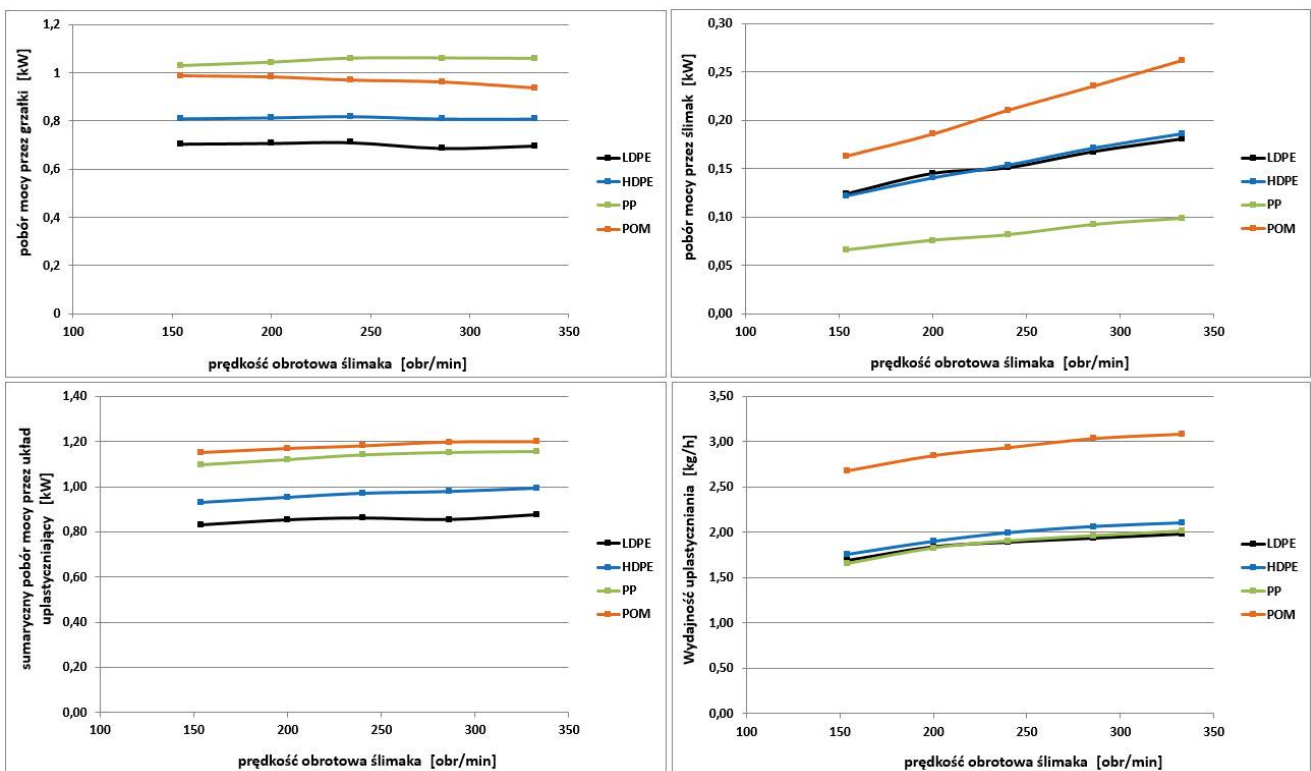 pobór mocy przez grzałki [kW]
1,2
1
0,8
0,6
0,4
0,2
0
100
150
200
250
300
350
prędkość obrotowa ślimaka [obr/min]
LDPE
HDPE
PP
POM
pobór mocy przez ślimak [kW]
0,30
0,25
0,20
0,15
0,10
0,05
0,00
100
150
200
250
300
350
prędkość obrotowa ślimaka [obr/min]
LDPE
HDPE
PP
POM
sumaryczny pobór mocy przez układ
uplastyczniający [kW]
1,40
1,20
1,00
0,80
0,60
0,40
0,20
0,00
100
150
200
250
300
350
prędkość obrotowa ślimaka [obr/min]
LDPE
HDPE
PP
POM
Wydajność uplastyczniania [kg/h]
3,50
3,00
2,50
2,00
1,50
1,00
0,50
0,00
100
150
200
250
300
350
prędkość obrotowa ślimaka [obr/min]
LDPE
HDPE
PP
POM